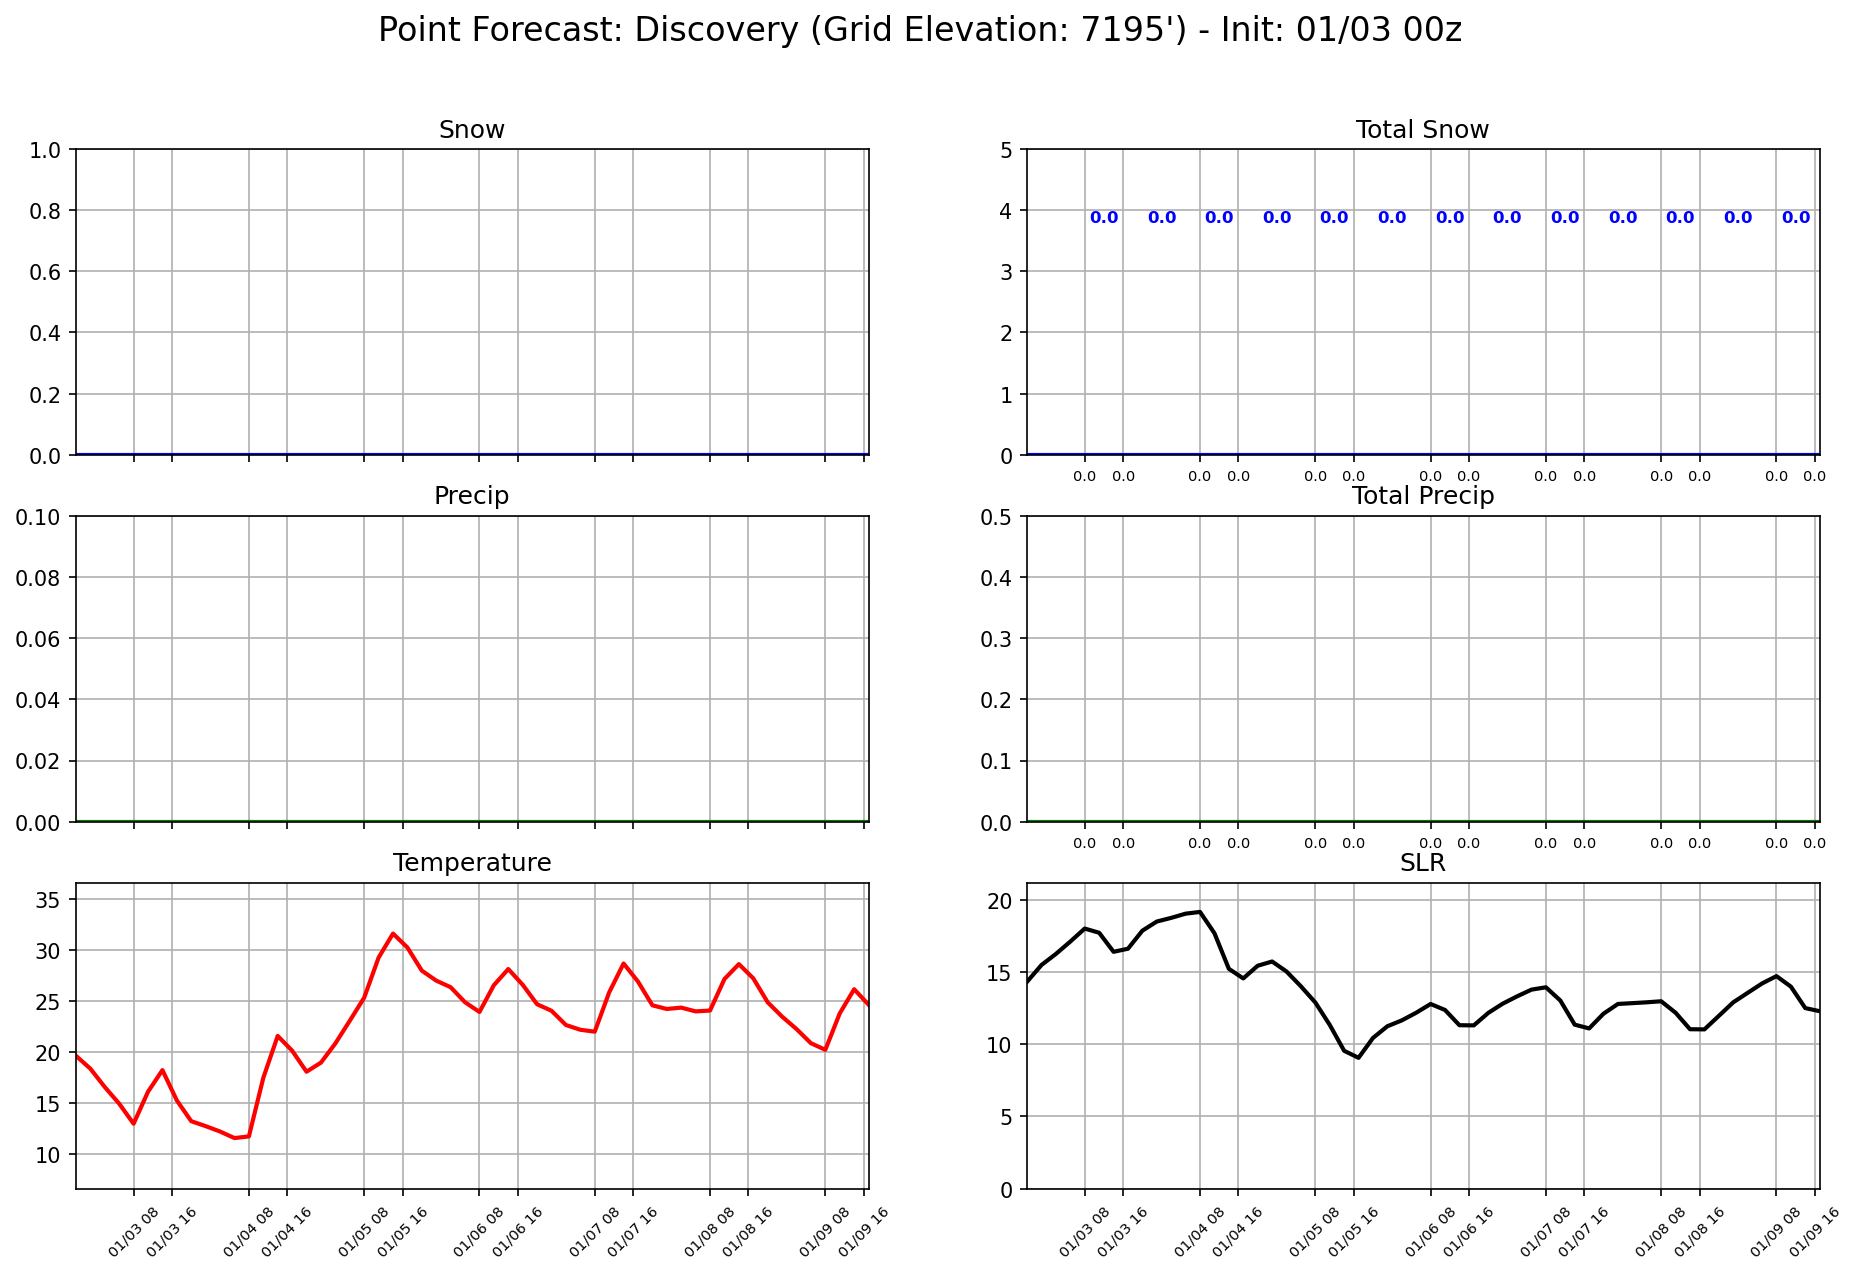 Point Forecast: Discovery (Grid Elevation: 7195') - Init: 01/03 00z
Snow
1.0
0.8
0.6
0.4
0.2
0.0
Total Snow
5
4
3
2
1
0
0.0 0.0 0.0 0.0 0.0 0.0 0.0 0.0 0.0 0.0 0.0 0.0 0.0
0.0 0.0 0.0 0.0 0.0 0.0 0.0 0.0 0.0 0.0 0.0 0.0 0.0 0.0
Precip
0.10
0.08
0.06
0.04
0.02
0.00
Total Precip
0.5
0.4
0.3
0.2
0.1
0.0
0.0 0.0 0.0 0.0 0.0 0.0 0.0 0.0 0.0 0.0 0.0 0.0 0.0 0.0
Temperature
35
30
25
20
15
10
01/03 08 01/03 16 01/04 08 01/04 16 01/05 08 01/05 16 01/06 08 01/06 16 01/07 08 01/07 16 01/08 08 01/08 16 01/09 08 01/09 16
SLR
20
15
10
5
0
01/03 08 01/03 16 01/04 08 01/04 16 01/05 08 01/05 16 01/06 08 01/06 16 01/07 08 01/07 16 01/08 08 01/08 16 01/09 08 01/09 16